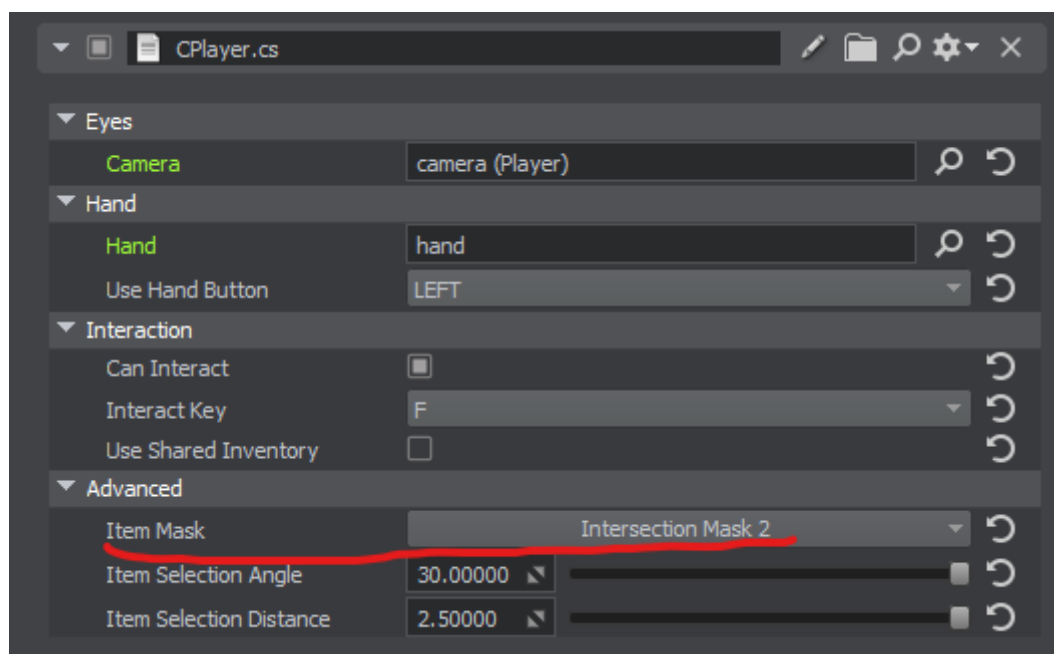 CPlayer.cs
Eyes
Camera camera (Player)
Hand
Hand hand
Use Hand Button LEFT
Interaction
Can Interact
Interact Key F
Use Shared Inventory
Advanced
Item Mask Intersection Mask 2
Item Selection Angle 30.00000
Item Selection Distance 2.50000